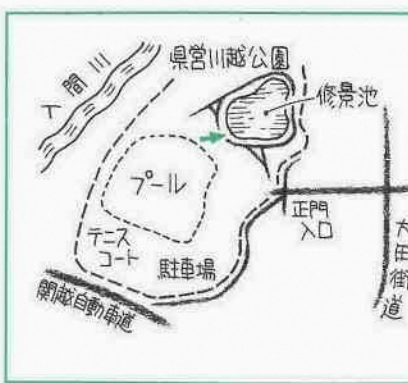 県営川越公園
入間川
修景池
プール
正門
入口
テニス
コート
駐車場
大田街道
関越自動車道